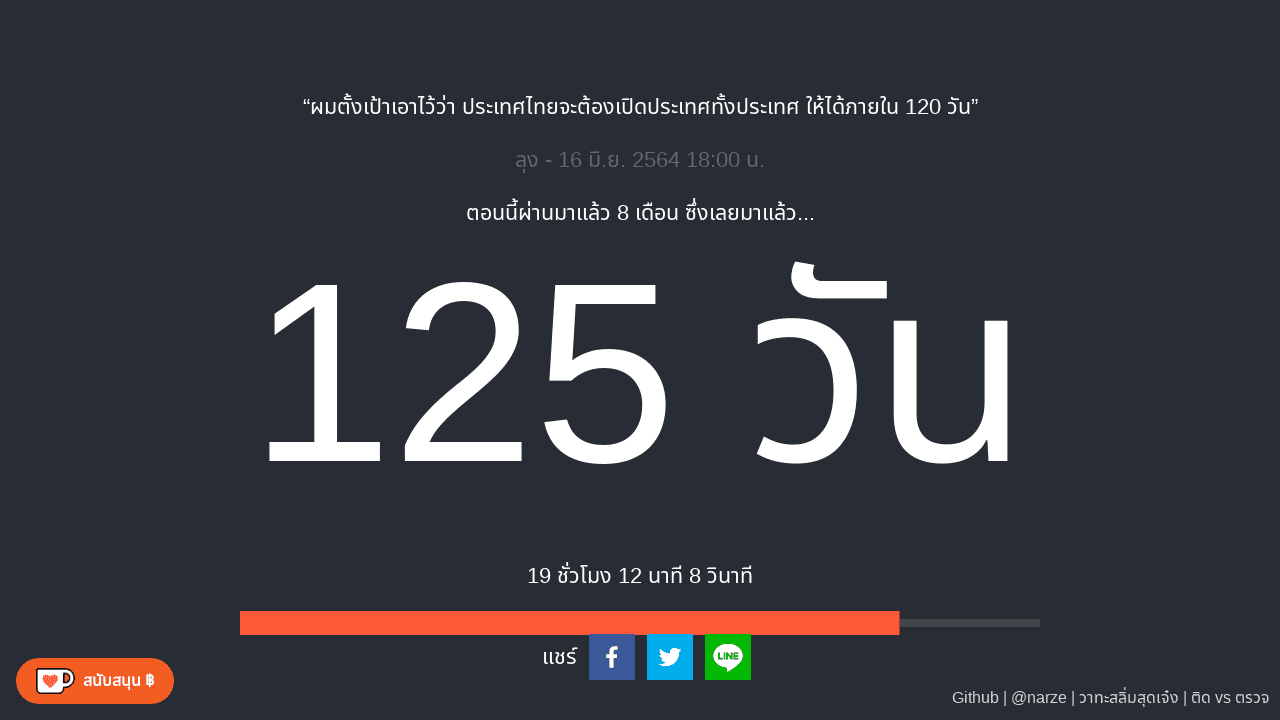 “ผมตั้งเป้าเอาไว้ว่า ประเทศไทยจะต้องเปิดประเทศทั้งประเทศ ให้ได้ภายใน 120 วัน”
ลุง - 16 มิ.ย. 2564 18:00 น.
ตอนนี้ผ่านมาแล้ว 8 เดือน ซึ่งเลยมาแล้ว...
125 วัน
19 ชั่วโมง 12 นาที 8 วินาที
แชร์
LINE
สนับสนุน ฿
Github | @narze | วาทะสลิ่มสุดเจ๋ง | ติด vs ตรวจ